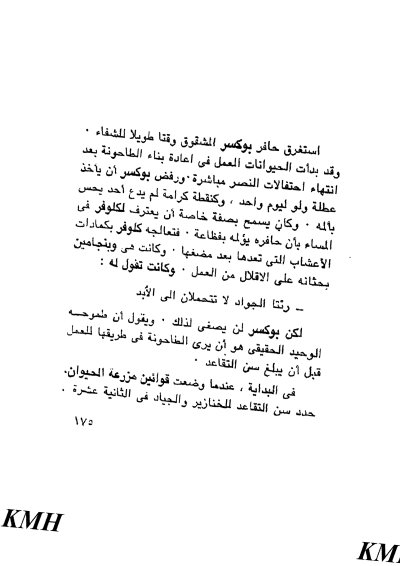 استغرق حافر بوكسر المشقوق وقتا طويلا للشفاء .
وقد بدأت الحيوانات العمل فى اعادة بناء الطاحونة بعد
انتهاء احتفالات النصر مباشرة . ورفض بوكسر أن يأخذ
عطلة ولو ليوم واحد ، وكنقطة كرامة لم يدع أحد يحس
بألمه . وكان يسمح بصفة خاصة أن يعترف لكلوفر فى
المساء بأن حافره يؤلمه بفظاعة . فتعالجه كلوفر بكمادات
الأعشاب التى تعدها بعد مضغها . وكانت هى وبنجامين
يحثانه على الاقلال من العمل . وكانت تقول له :
ــ رئتا الجواد لا تتحملان الى الأبد
لكن بوكسر لن يصغى لذلك . ويقول أن طموحــه
الوحيد الحقيقى هو أن يرى الطاحونة فى طريقها للعمل
قبل أن يبلغ سن التقاعد .
فى البداية ، عندما وضعت قوانين مزرعة الحيوان.
حدد سن التقاعد للخنازير والجياد فى الثانية عشرة .
١٧٥
KMH
KMH